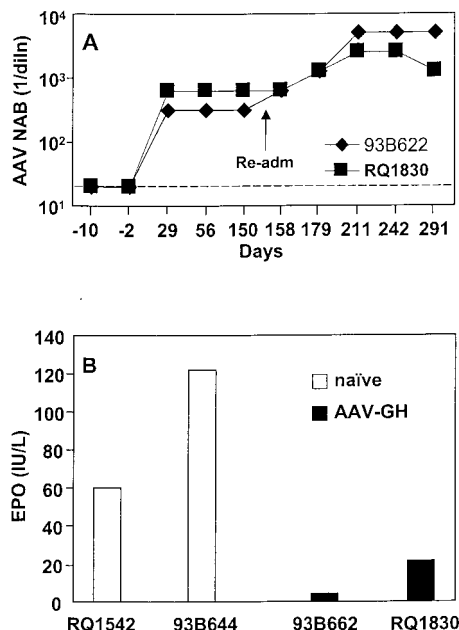 A
AAV NAB (1/diln)
10⁴
10³
10²
10¹
Re-adm
93B622
RQ1830
-10 -2 29 56 150 158 179 211 242 291
Days
B
EPO (IU/L)
140
120
100
80
60
40
20
0
naïve
AAV-GH
RQ1542 93B644 93B662 RQ1830